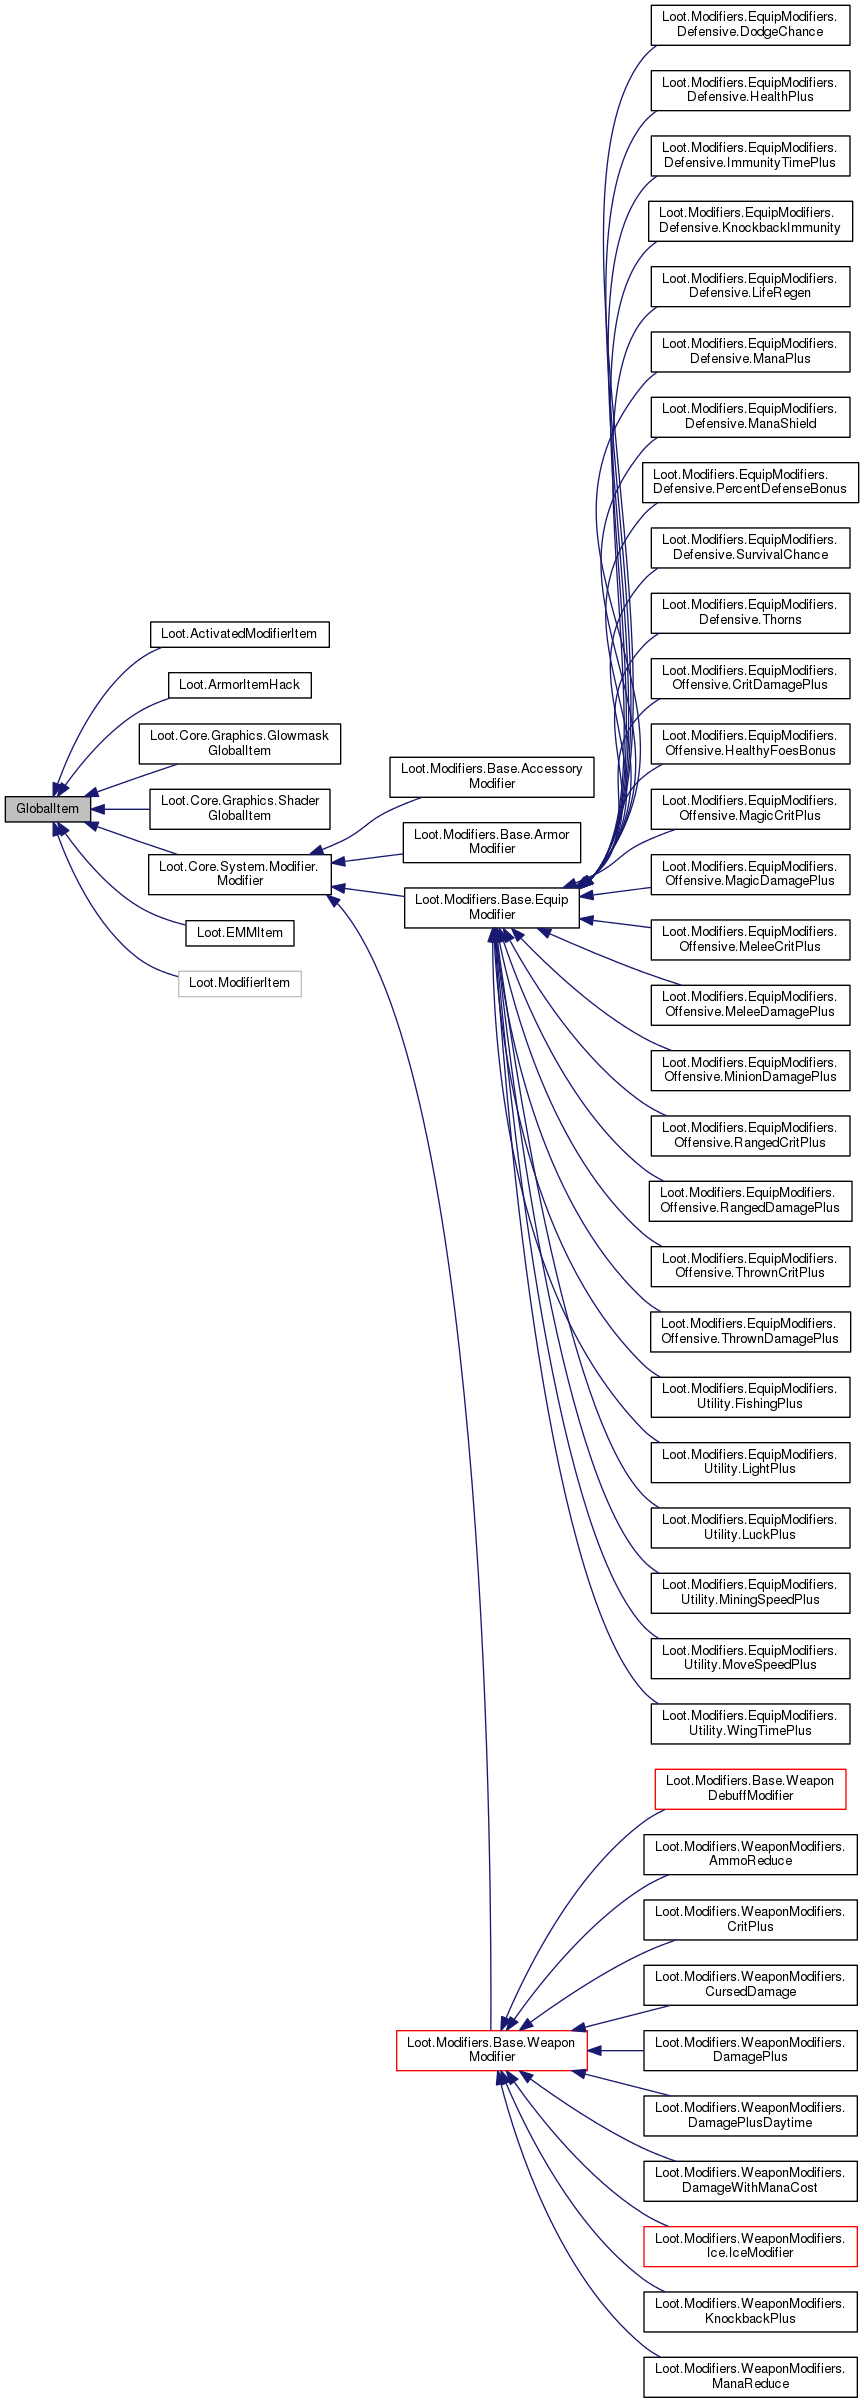 GlobalItem
Loot.ActivatedModifierItem
Loot.ArmorItemHack
Loot.Core.Graphics.Glowmask
GlobalItem
Loot.Core.Graphics.Shader
GlobalItem
Loot.Core.System.Modifier.
Modifier
Loot.EMMItem
Loot.ModifierItem
Loot.Modifiers.Base.Accessory
Modifier
Loot.Modifiers.Base.Armor
Modifier
Loot.Modifiers.Base.Equip
Modifier
Loot.Modifiers.Base.Weapon
Modifier
Loot.Modifiers.EquipModifiers.
Defensive.DodgeChance
Loot.Modifiers.EquipModifiers.
Defensive.HealthPlus
Loot.Modifiers.EquipModifiers.
Defensive.ImmunityTimePlus
Loot.Modifiers.EquipModifiers.
Defensive.KnockbackImmunity
Loot.Modifiers.EquipModifiers.
Defensive.LifeRegen
Loot.Modifiers.EquipModifiers.
Defensive.ManaPlus
Loot.Modifiers.EquipModifiers.
Defensive.ManaShield
Loot.Modifiers.EquipModifiers.
Defensive.PercentDefenseBonus
Loot.Modifiers.EquipModifiers.
Defensive.SurvivalChance
Loot.Modifiers.EquipModifiers.
Defensive.Thorns
Loot.Modifiers.EquipModifiers.
Offensive.CritDamagePlus
Loot.Modifiers.EquipModifiers.
Offensive.HealthyFoesBonus
Loot.Modifiers.EquipModifiers.
Offensive.MagicCritPlus
Loot.Modifiers.EquipModifiers.
Offensive.MagicDamagePlus
Loot.Modifiers.EquipModifiers.
Offensive.MeleeCritPlus
Loot.Modifiers.EquipModifiers.
Offensive.MeleeDamagePlus
Loot.Modifiers.EquipModifiers.
Offensive.MinionDamagePlus
Loot.Modifiers.EquipModifiers.
Offensive.RangedCritPlus
Loot.Modifiers.EquipModifiers.
Offensive.RangedDamagePlus
Loot.Modifiers.EquipModifiers.
Offensive.ThrownCritPlus
Loot.Modifiers.EquipModifiers.
Offensive.ThrownDamagePlus
Loot.Modifiers.EquipModifiers.
Utility.FishingPlus
Loot.Modifiers.EquipModifiers.
Utility.LightPlus
Loot.Modifiers.EquipModifiers.
Utility.LuckPlus
Loot.Modifiers.EquipModifiers.
Utility.MiningSpeedPlus
Loot.Modifiers.EquipModifiers.
Utility.MoveSpeedPlus
Loot.Modifiers.EquipModifiers.
Utility.WingTimePlus
Loot.Modifiers.Base.Weapon
DebuffModifier
Loot.Modifiers.WeaponModifiers.
AmmoReduce
Loot.Modifiers.WeaponModifiers.
CritPlus
Loot.Modifiers.WeaponModifiers.
CursedDamage
Loot.Modifiers.WeaponModifiers.
DamagePlus
Loot.Modifiers.WeaponModifiers.
DamagePlusDaytime
Loot.Modifiers.WeaponModifiers.
DamageWithManaCost
Loot.Modifiers.WeaponModifiers.
Ice.IceModifier
Loot.Modifiers.WeaponModifiers.
KnockbackPlus
Loot.Modifiers.WeaponModifiers.
ManaReduce